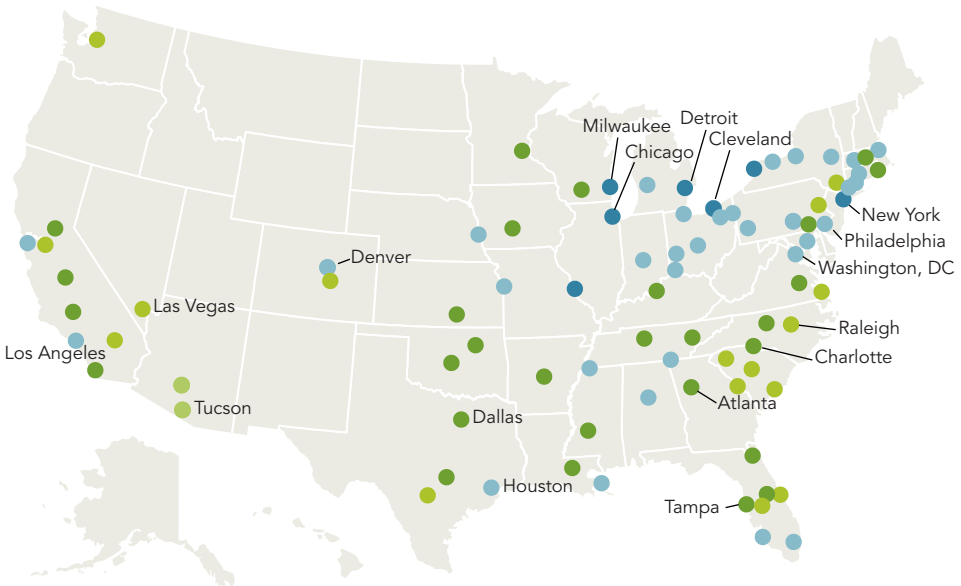 Detroit
Milwaukee
Cleveland
Chicago
New York
Philadelphia
Denver
Washington, DC
Las Vegas
Raleigh
Los Angeles
Charlotte
Tucson
Atlanta
Dallas
Houston
Tampa